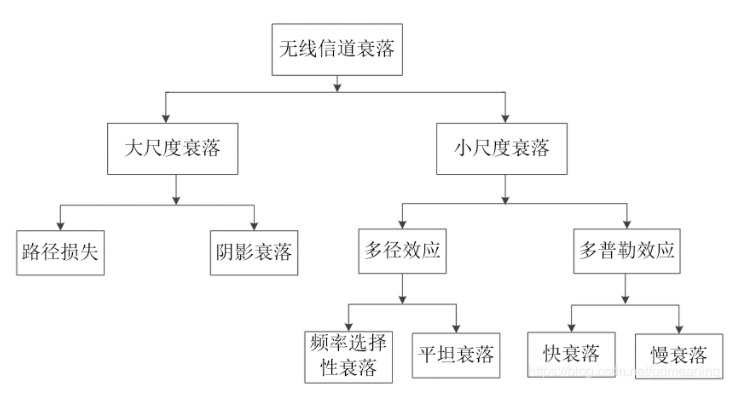 无线信道衰落
大尺度衰落
小尺度衰落
路径损失
阴影衰落
多径效应
多普勒效应
频率选择
性衰落
平坦衰落
快衰落
慢衰落
https://blog.csdn.net/pdmeaning